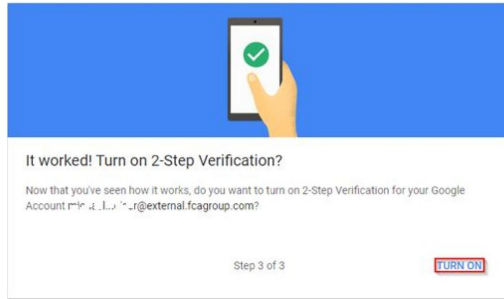 It worked! Turn on 2-Step Verification?
Now that you've seen how it works, do you want to turn on 2-Step Verification for your Google
Account r@external.fcagroup.com?
Step 3 of 3
TURN ON